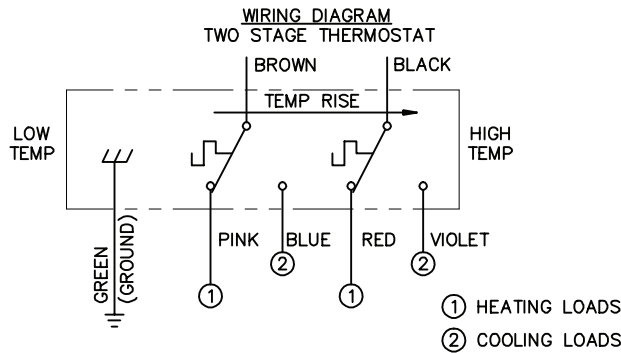 WIRING DIAGRAM
TWO STAGE THERMOSTAT
BROWN
BLACK
TEMP RISE
LOW
TEMP
HIGH
TEMP
GREEN
(GROUND)
PINK
BLUE
RED
VIOLET
1
2
1
2
1 HEATING LOADS
2 COOLING LOADS